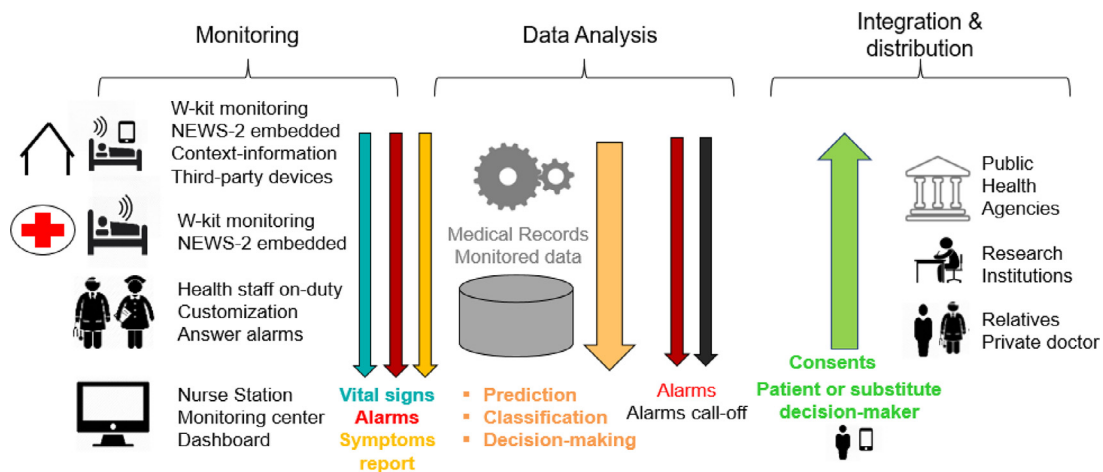 Monitoring
Data Analysis
Integration &
distribution
W-kit monitoring
NEWS-2 embedded
Context-information
Third-party devices
W-kit monitoring
NEWS-2 embedded
Health staff on-duty
Customization
Answer alarms
Nurse Station
Monitoring center
Dashboard
Vital signs
Alarms
Symptoms
report
Medical Records
Monitored data
Prediction
Classification
Decision-making
Alarms
Alarms call-off
Consents
Patient or substitute
decision-maker
Public
Health
Agencies
Research
Institutions
Relatives
Private doctor